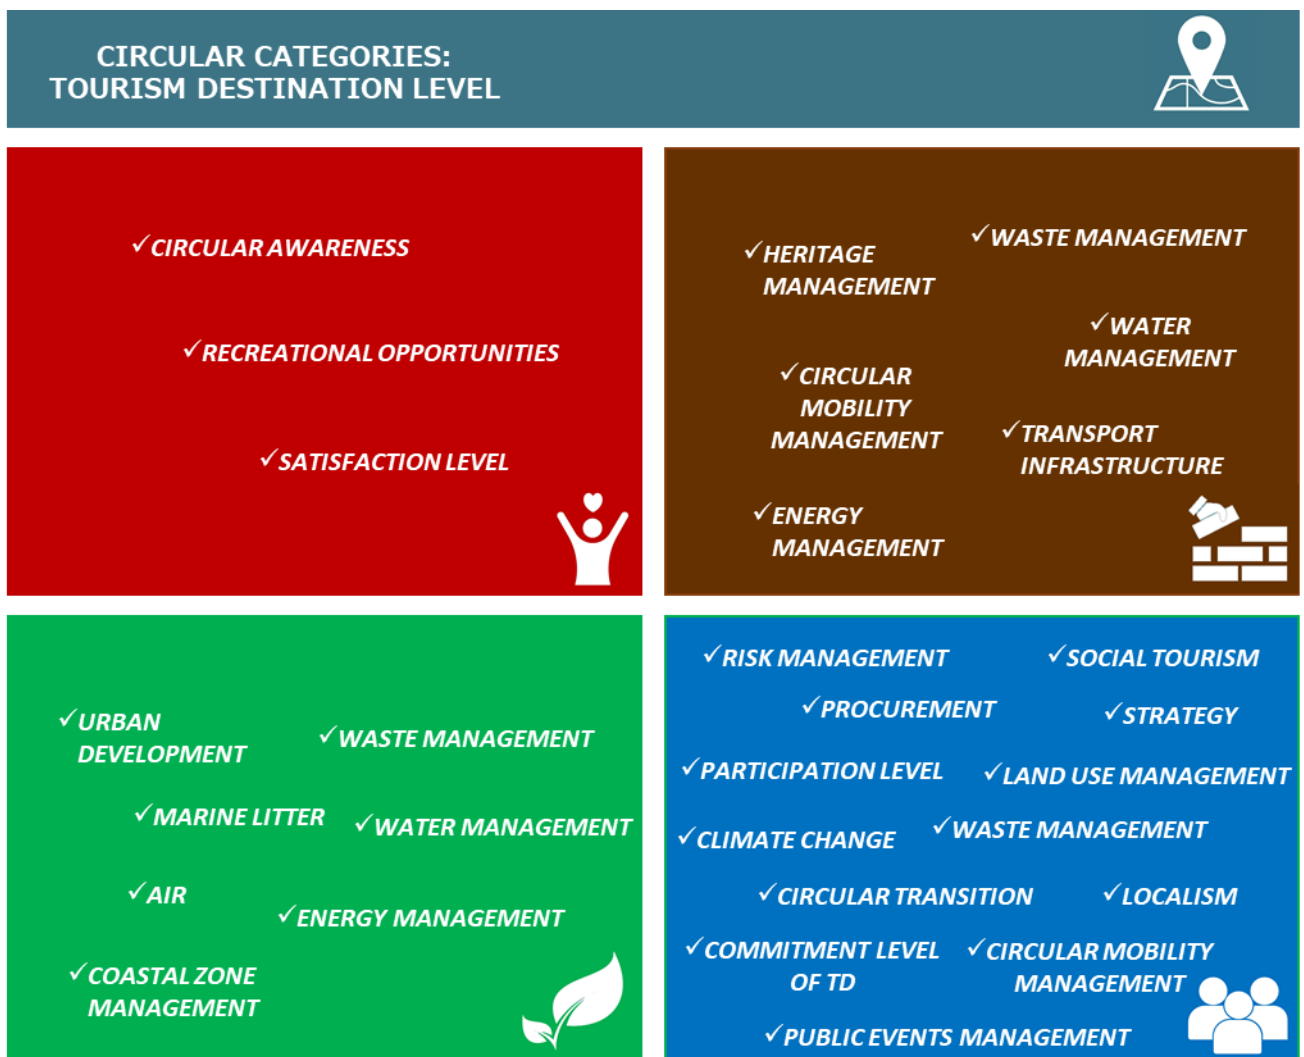 CIRCULAR CATEGORIES:
TOURISM DESTINATION LEVEL
✓CIRCULAR AWARENESS
✓RECREATIONAL OPPORTUNITIES
✓SATISFACTION LEVEL
✓HERITAGE
MANAGEMENT
✓WASTE MANAGEMENT
✓WATER
MANAGEMENT
✓CIRCULAR
MOBILITY
MANAGEMENT
✓TRANSPORT
INFRASTRUCTURE
✓ENERGY
MANAGEMENT
✓URBAN
DEVELOPMENT
✓WASTE MANAGEMENT
✓MARINE LITTER
✓WATER MANAGEMENT
✓AIR
✓ENERGY MANAGEMENT
✓COASTAL ZONE
MANAGEMENT
✓RISK MANAGEMENT
✓SOCIAL TOURISM
✓PROCUREMENT
✓STRATEGY
✓PARTICIPATION LEVEL
✓LAND USE MANAGEMENT
✓CLIMATE CHANGE
✓WASTE MANAGEMENT
✓CIRCULAR TRANSITION
✓LOCALISM
✓COMMITMENT LEVEL
OF TD
✓CIRCULAR MOBILITY
MANAGEMENT
✓PUBLIC EVENTS MANAGEMENT